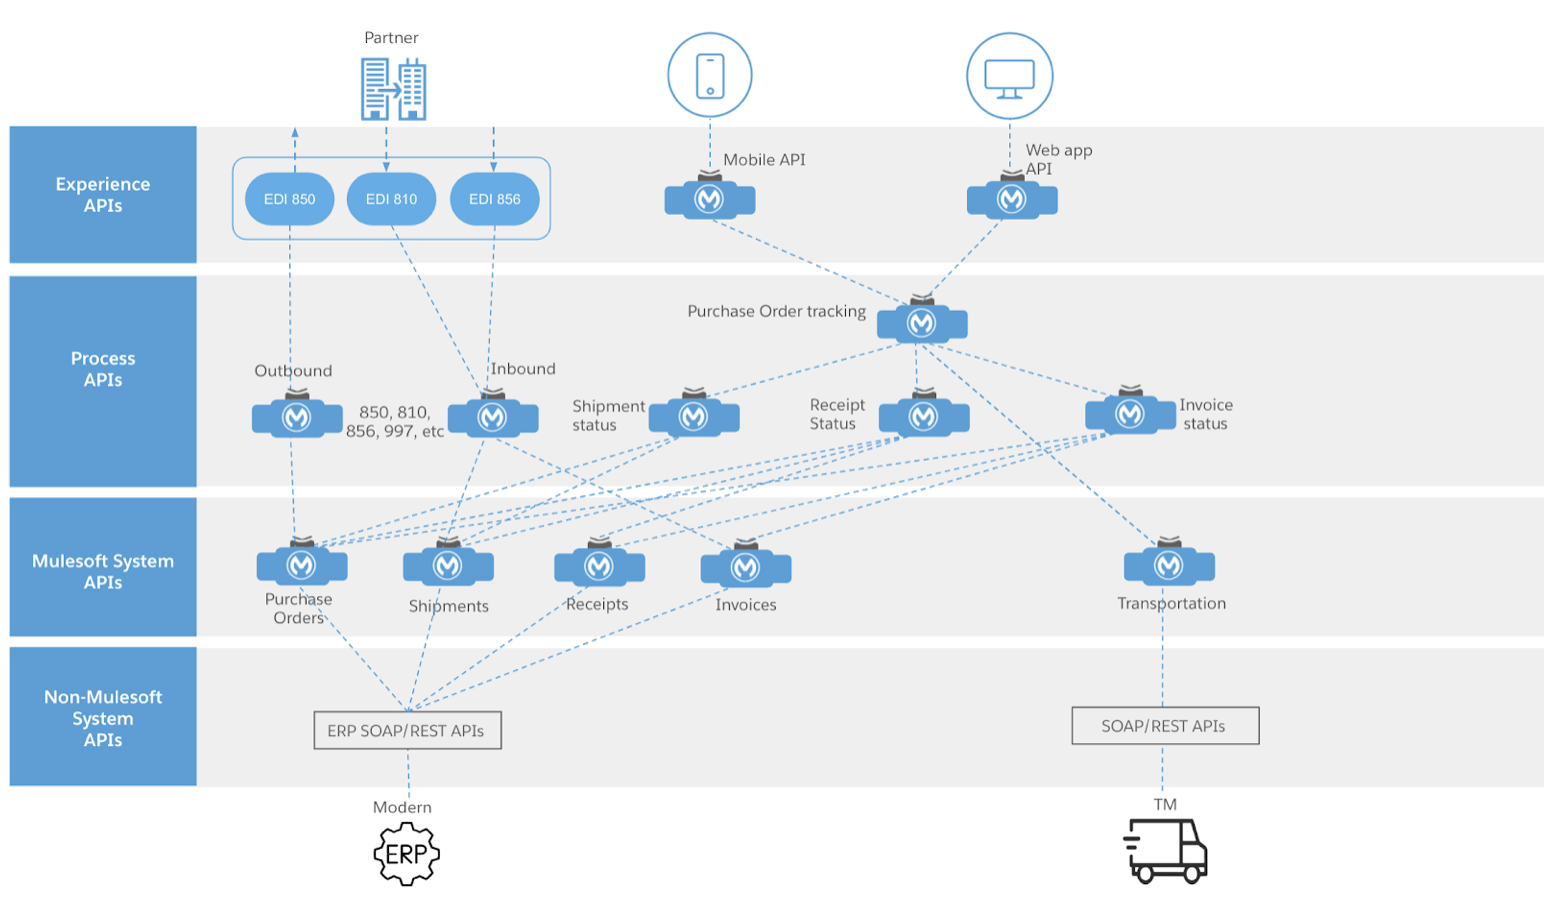 Partner
Experience
APIs
EDI 850
EDI 810
EDI 856
Mobile API
Web app
API
Process
APIs
Purchase Order tracking
Outbound
850, 810,
856, 997, etc
Inbound
Shipment
status
Receipt
Status
Invoice
status
Mulesoft System
APIs
Purchase
Orders
Shipments
Receipts
Invoices
Transportation
Non-Mulesoft
System
APIs
ERP SOAP/REST APIs
SOAP/REST APIs
Modern
ERP
TM